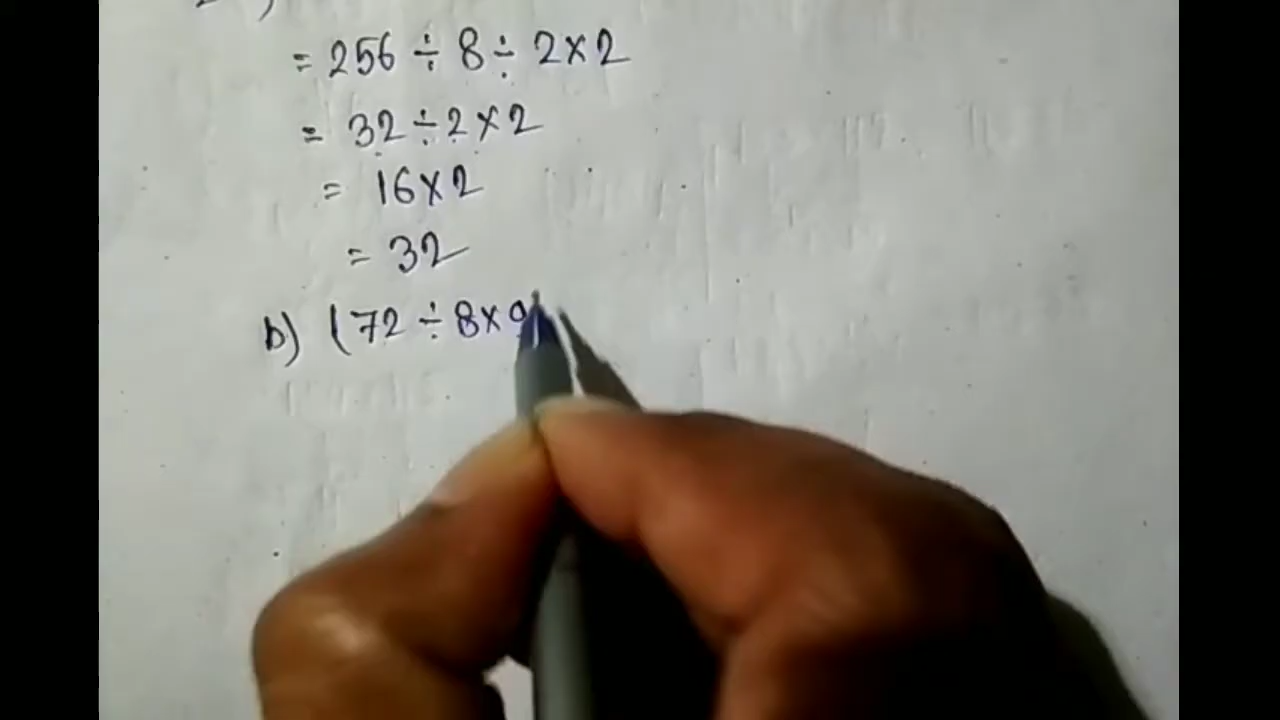 = 256 ÷ 8 ÷ 2 × 2
= 32 ÷ 2 × 2
= 16 × 2
= 32
b) (72 ÷ 8 × 9